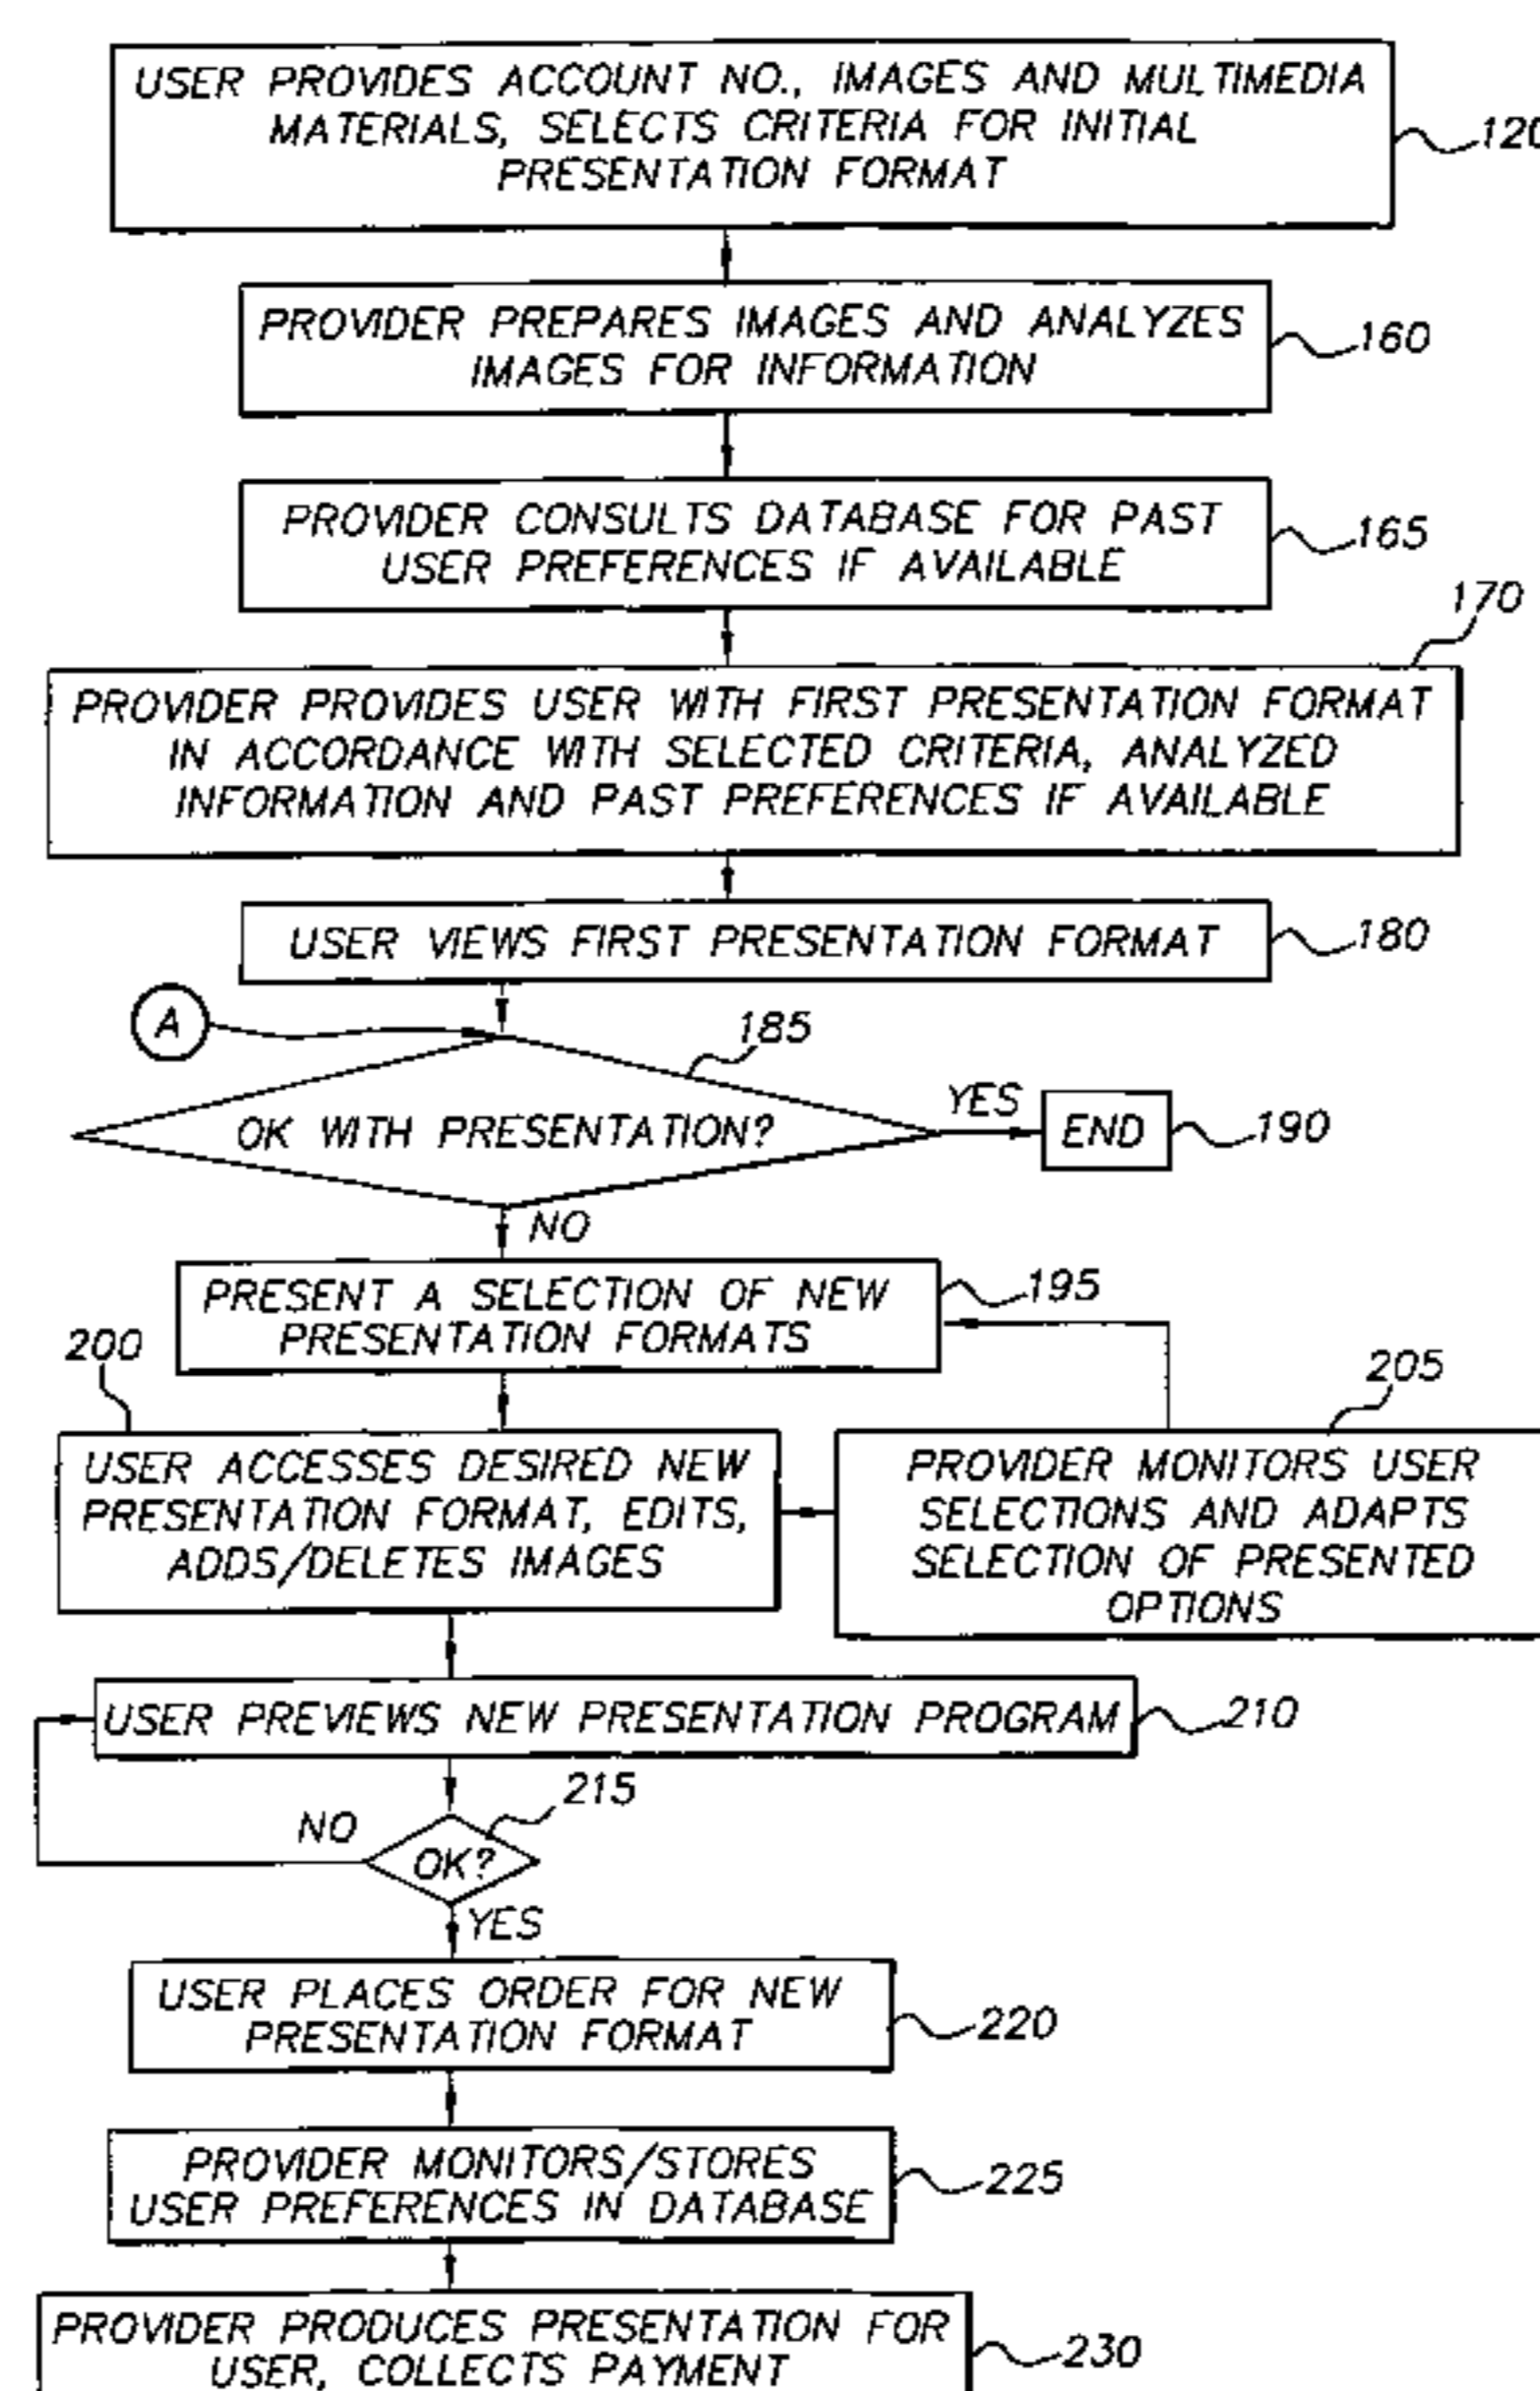 USER PROVIDES ACCOUNT NO., IMAGES AND MULTIMEDIA
MATERIALS, SELECTS CRITERIA FOR INITIAL
PRESENTATION FORMAT
120
PROVIDER PREPARES IMAGES AND ANALYZES
IMAGES FOR INFORMATION
160
PROVIDER CONSULTS DATABASE FOR PAST
USER PREFERENCES IF AVAILABLE
165
170
PROVIDER PROVIDES USER WITH FIRST PRESENTATION FORMAT
IN ACCORDANCE WITH SELECTED CRITERIA, ANALYZED
INFORMATION AND PAST PREFERENCES IF AVAILABLE
USER VIEWS FIRST PRESENTATION FORMAT
180
A
185
OK WITH PRESENTATION?
YES
END
190
NO
PRESENT A SELECTION OF NEW
PRESENTATION FORMATS
195
200
205
USER ACCESSES DESIRED NEW
PRESENTATION FORMAT, EDITS,
ADDS/DELETES IMAGES
PROVIDER MONITORS USER
SELECTIONS AND ADAPTS
SELECTION OF PRESENTED
OPTIONS
USER PREVIEWS NEW PRESENTATION PROGRAM
210
215
NO
OK?
YES
USER PLACES ORDER FOR NEW
PRESENTATION FORMAT
220
PROVIDER MONITORS/STORES
USER PREFERENCES IN DATABASE
225
PROVIDER PRODUCES PRESENTATION FOR
USER, COLLECTS PAYMENT
230